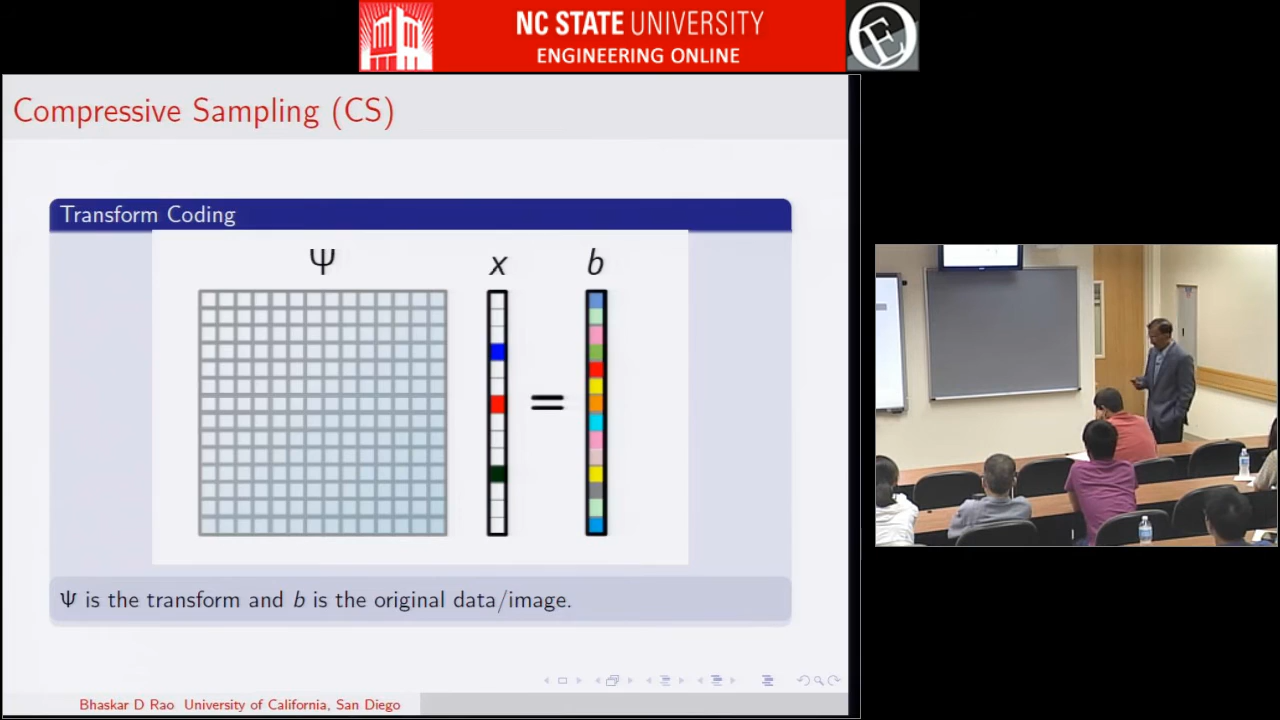 NC STATE UNIVERSITY
ENGINEERING ONLINE
Compressive Sampling (CS)
Transform Coding
Ψ x b
=
Ψ is the transform and b is the original data/image.
Bhaskar D Rao University of California, San Diego